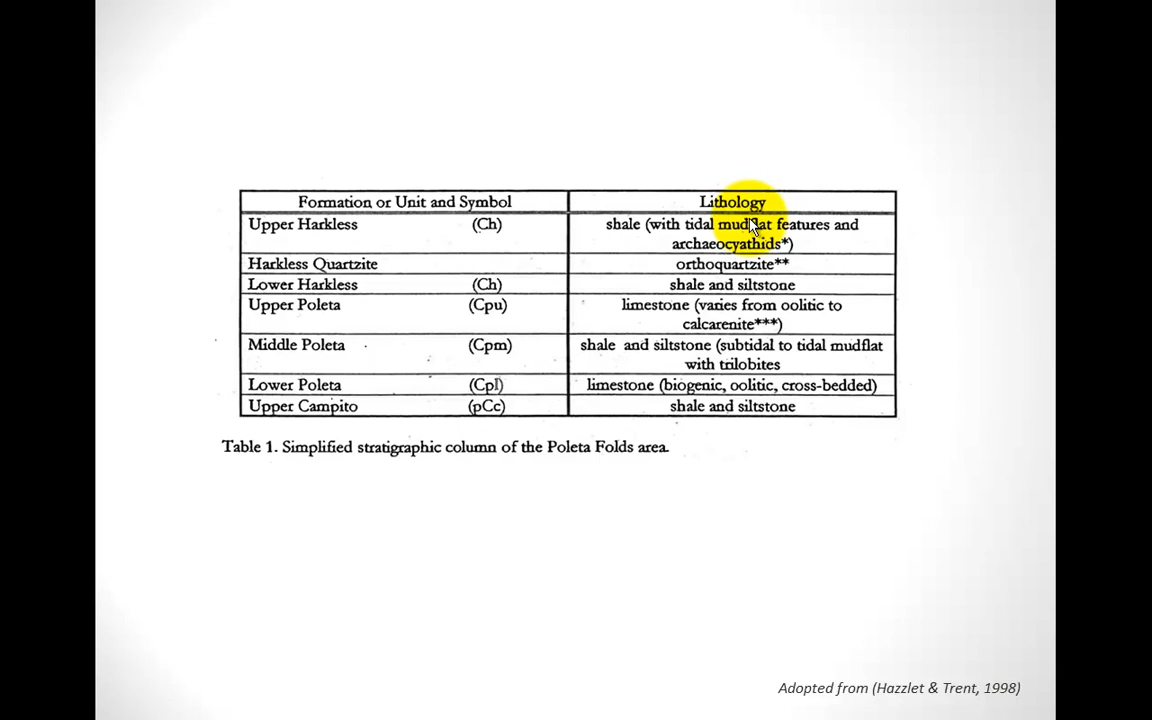 Formation or Unit and Symbol Lithology
Upper Harkless (Ch) shale (with tidal mudflat features and
archaeocyathids*)
Harkless Quartzite orthoquartzite**
Lower Harkless (Ch) shale and siltstone
Upper Poleta (Cpu) limestone (varies from oolitic to
calcarenite***)
Middle Poleta (Cpm) shale and siltstone (subtidal to tidal mudflat
with trilobites
Lower Poleta (Cpl) limestone (biogenic, oolitic, cross-bedded)
Upper Campito (pCc) shale and siltstone
Table 1. Simplified stratigraphic column of the Poleta Folds area.
Adopted from (Hazzlet & Trent, 1998)